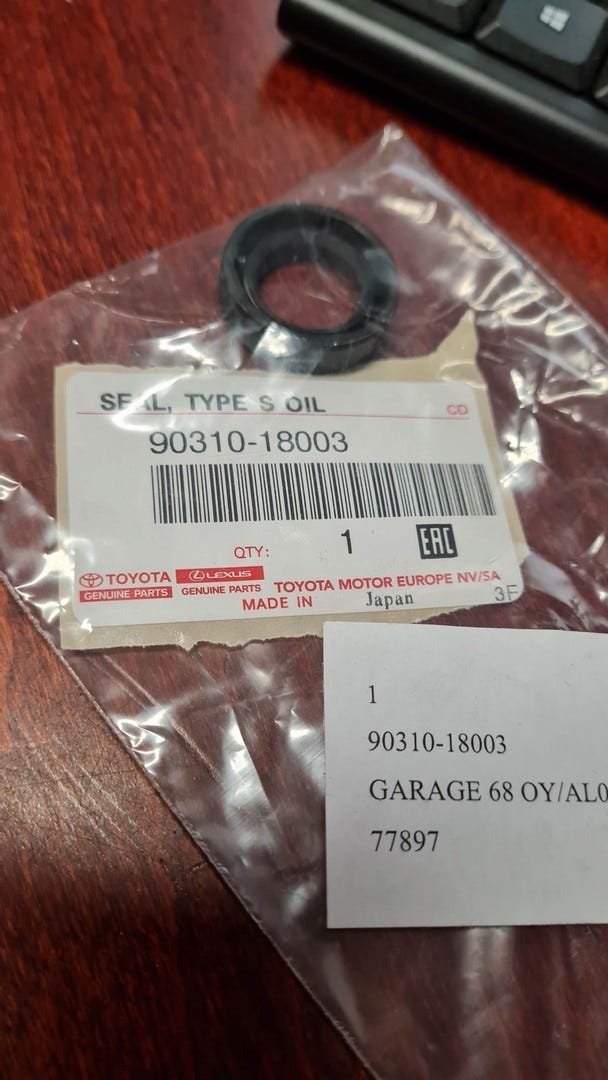 SEAL, TYPE S OIL
CD
90310-18003
QTY: 1
EAC
TOYOTA LEXUS
GENUINE PARTS GENUINE PARTS TOYOTA MOTOR EUROPE NV/SA
MADE IN Japan 3F
1
90310-18003
GARAGE 68 OY/AL0
77897